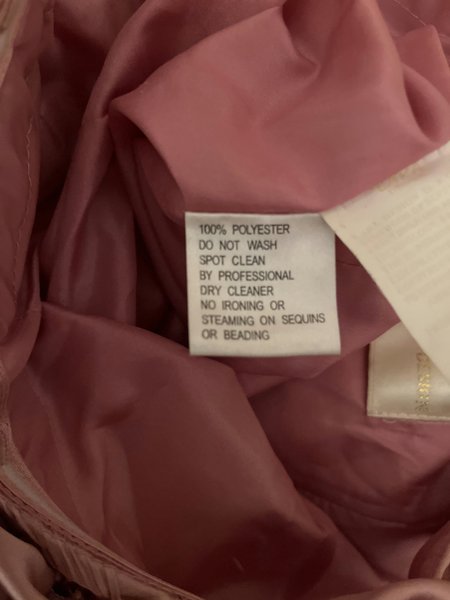 100% POLYESTER
DO NOT WASH
SPOT CLEAN
BY PROFESSIONAL
DRY CLEANER
NO IRONING OR
STEAMING ON SEQUINS
OR BEADING